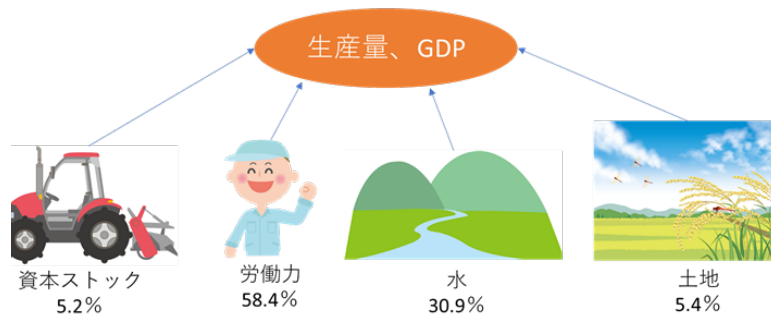 生産量、GDP
資本ストック
5.2%
労働力
58.4%
水
30.9%
土地
5.4%